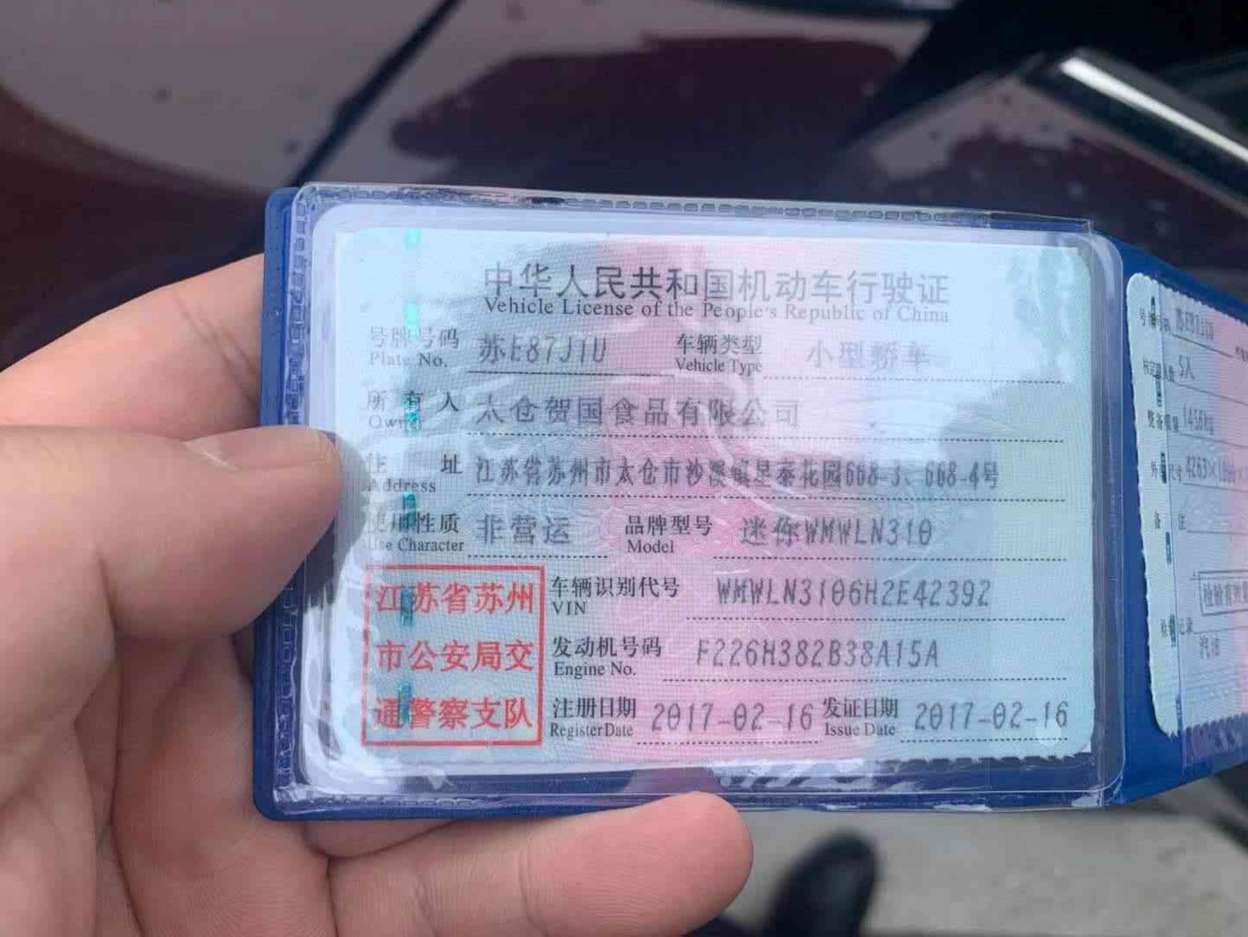 中华人民共和国机动车行驶证
Vehicle License of the People's Republic of China
号牌号码 苏E87J1U 车辆类型 小型轿车
Plate No. Vehicle Type
所有人 太仓贺国食品有限公司
Owner
住址 江苏省苏州市太仓市沙溪镇星泰花园668-3、668-4号
Address
使用性质 非营运 品牌型号 迷你WMWLN310
Use Character Model
江苏省苏州
市公安局交
通警察支队
车辆识别代号 WMWLN3106H2E42392
VIN
发动机号码 F226H382B38A15A
Engine No.
注册日期 2017-02-16 发证日期 2017-02-16
Register Date Issue Date
5人
1450kg
汽油